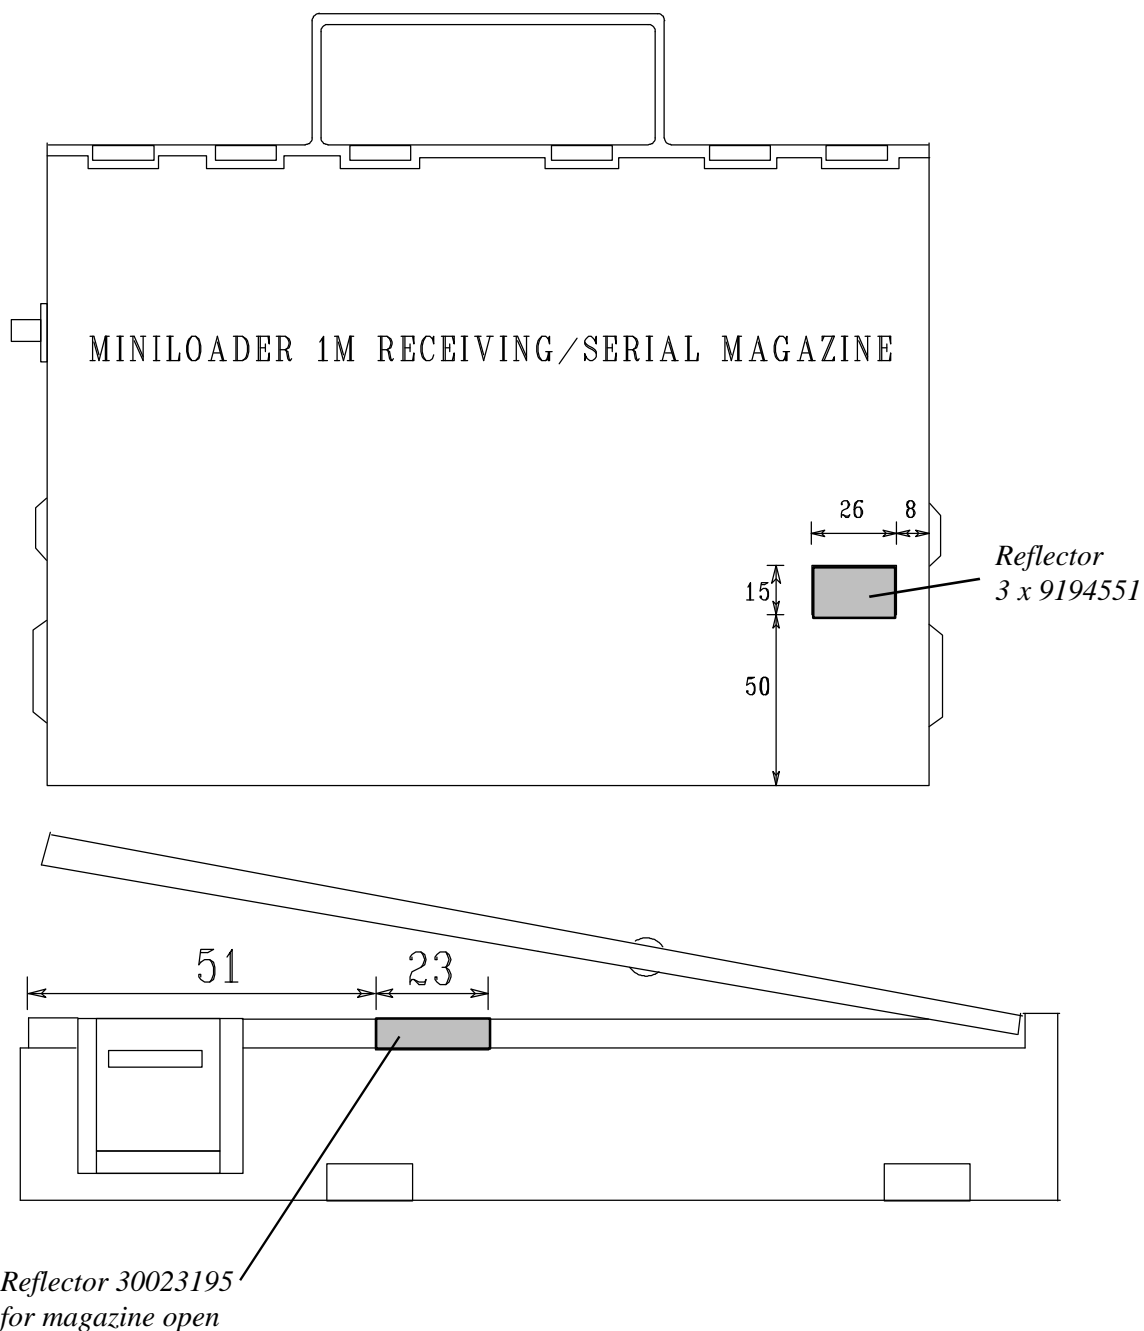 MINILOADER 1M RECEIVING/SERIAL MAGAZINE
26
8
Reflector
3 x 9194551
15
50
51
23
Reflector 30023195
for magazine open